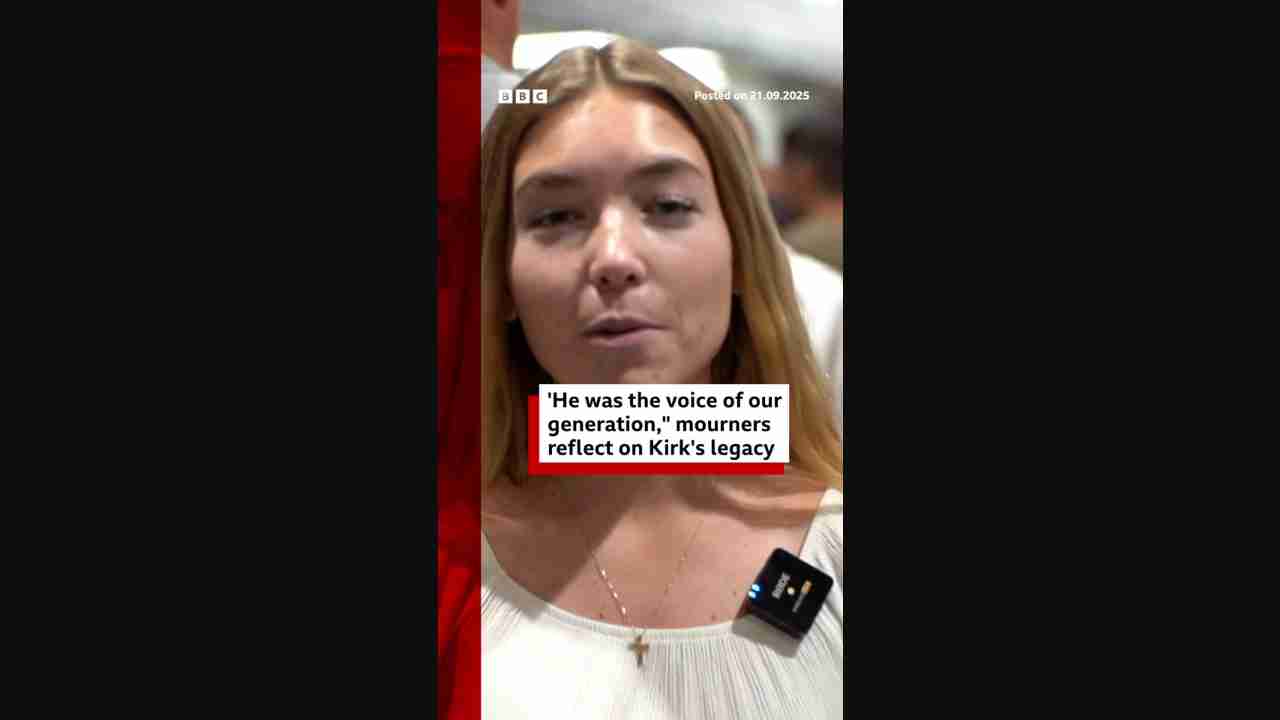 BBC
Posted on 21.09.2025
'He was the voice of our
generation," mourners
reflect on Kirk's legacy
RØDE